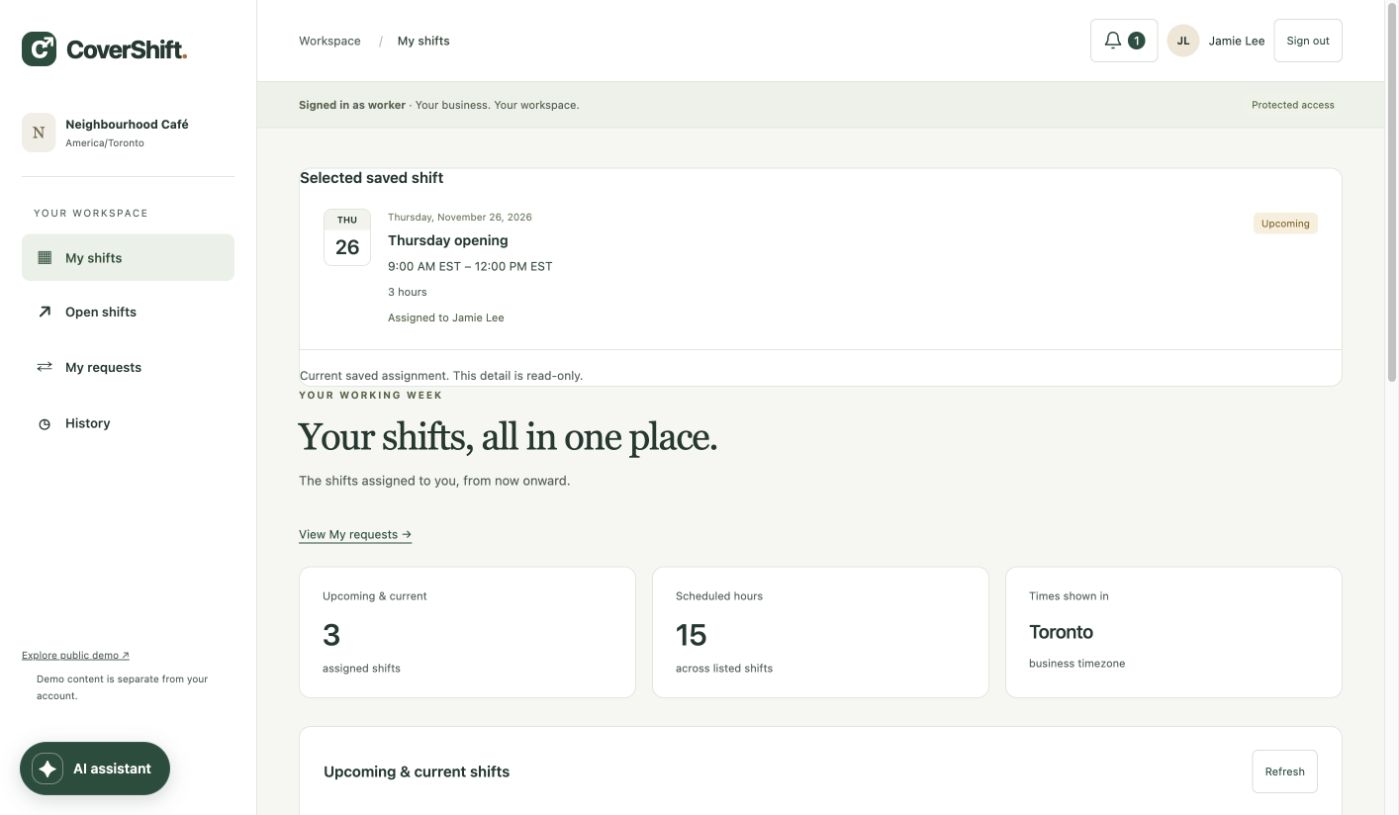 CoverShift.
N
Neighbourhood Café
America/Toronto
YOUR WORKSPACE
My shifts
Open shifts
My requests
History
Explore public demo ↗
Demo content is separate from your
account.
AI assistant
Workspace / My shifts
1
JL
Jamie Lee
Sign out
Signed in as worker · Your business. Your workspace.
Protected access
Selected saved shift
THU
26
Thursday, November 26, 2026
Thursday opening
9:00 AM EST – 12:00 PM EST
3 hours
Assigned to Jamie Lee
Upcoming
Current saved assignment. This detail is read-only.
YOUR WORKING WEEK
Your shifts, all in one place.
The shifts assigned to you, from now onward.
View My requests →
Upcoming & current
3
assigned shifts
Scheduled hours
15
across listed shifts
Times shown in
Toronto
business timezone
Upcoming & current shifts
Refresh